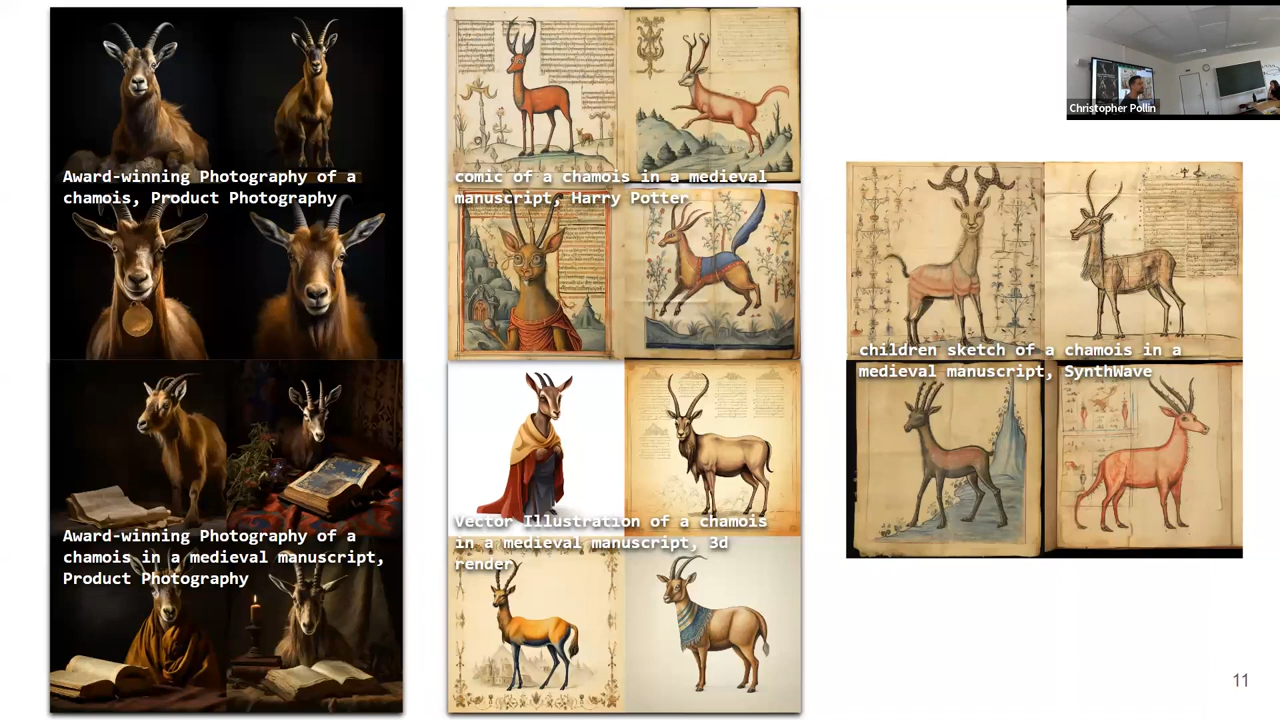 Award-winning Photography of a
chamois, Product Photography
Award-winning Photography of a
chamois in a medieval manuscript,
Product Photography
comic of a chamois in a medieval
manuscript, Harry Potter
Vector Illustration of a chamois
in a medieval manuscript, 3d
render
children sketch of a chamois in a
medieval manuscript, SynthWave
Christopher Pollin
11